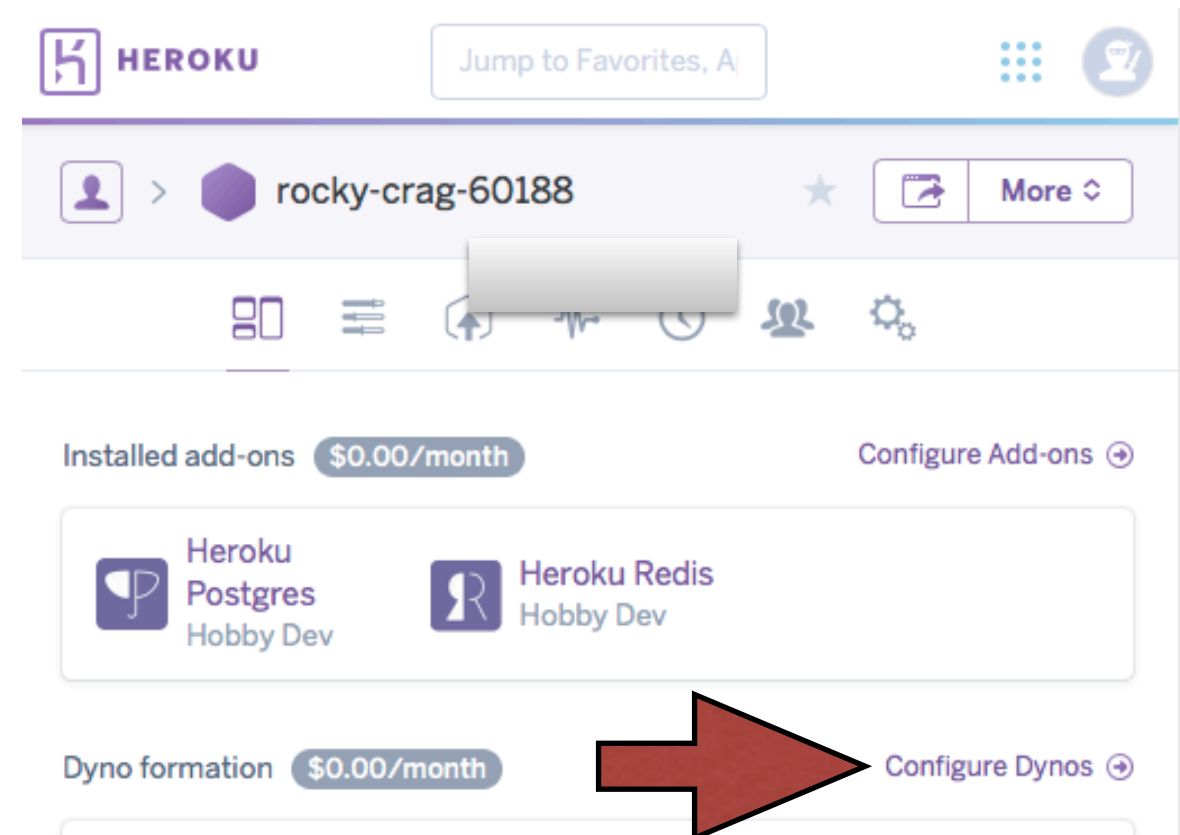 HEROKU
Jump to Favorites, A
rocky-crag-60188
More
Installed add-ons $0.00/month Configure Add-ons
Heroku
Postgres
Hobby Dev
Heroku Redis
Hobby Dev
Dyno formation $0.00/month Configure Dynos